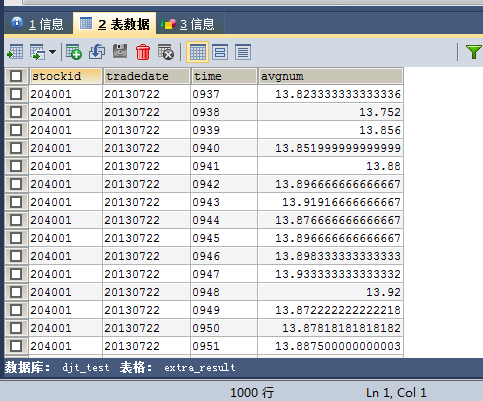 1 信息 2 表数据 3 信息
stockid tradedate time avgnum
204001 20130722 0937 13.823333333333336
204001 20130722 0938 13.752
204001 20130722 0939 13.856
204001 20130722 0940 13.851999999999999
204001 20130722 0941 13.88
204001 20130722 0942 13.896666666666667
204001 20130722 0943 13.919166666666667
204001 20130722 0944 13.876666666666667
204001 20130722 0945 13.896666666666667
204001 20130722 0946 13.898333333333333
204001 20130722 0947 13.933333333333332
204001 20130722 0948 13.92
204001 20130722 0949 13.872222222222218
204001 20130722 0950 13.87818181818182
204001 20130722 0951 13.887500000000003
数据库： djt_test 表格： extra_result
1000 行 Ln 1, Col 1